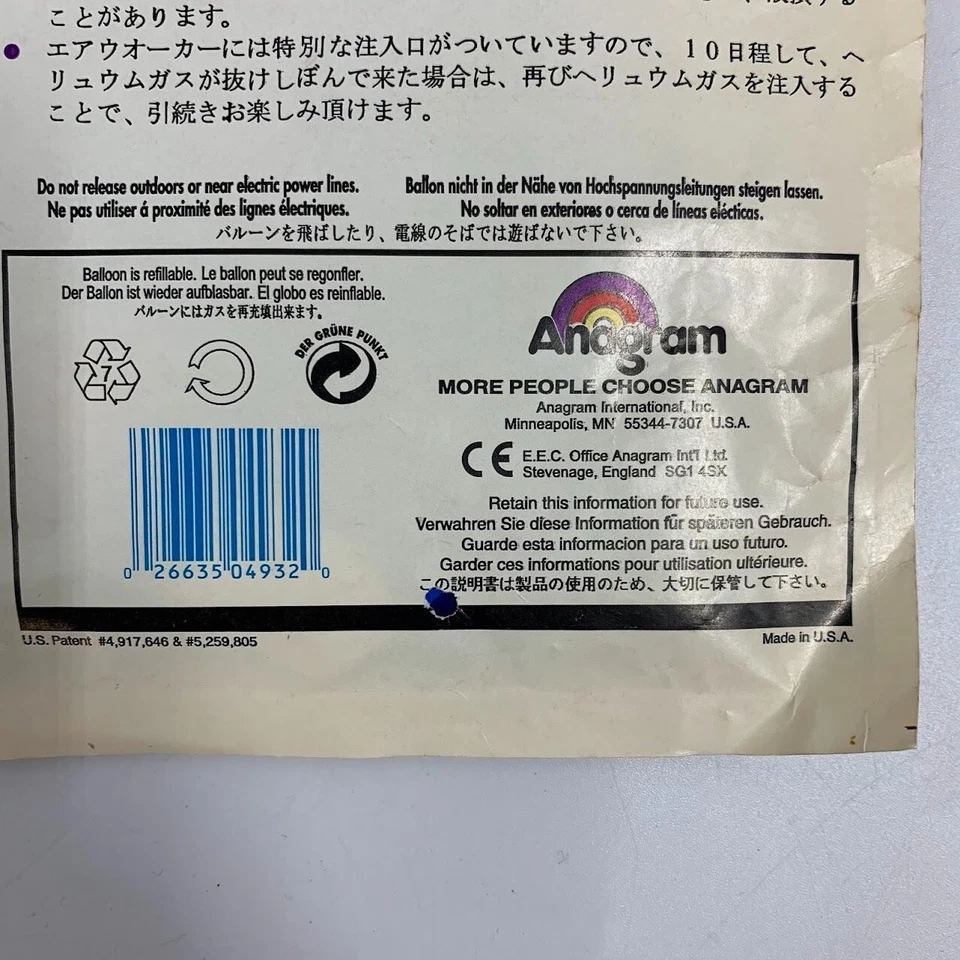 ことがあります。
● エアウオーカーには特別な注入口がついていますので、１０日程して、ヘ
リュウムガスが抜けしぼんで来た場合は、再びヘリュウムガスを注入する
ことで、引続きお楽しみ頂けます。
Do not release outdoors or near electric power lines.
Ballon nicht in der Nähe von Hochspannungsleitungen steigen lassen.
Ne pas utiliser á proximité des lignes électriques.
No soltar en exteriores o cerca de líneas elécticas.
バルーンを飛ばしたり、電線のそばでは遊ばないで下さい。
Balloon is refillable. Le ballon peut se regonfler.
Der Ballon ist wieder aufblasbar. El globo es reinflable.
バルーンにはガスを再充填出来ます。
7
DER GRÜNE PUNKT
0 26635 04932 0
Anagram
MORE PEOPLE CHOOSE ANAGRAM
Anagram International, Inc.
Minneapolis, MN 55344-7307 U.S.A.
CE E.E.C. Office Anagram Int'l Ltd.
Stevenage, England SG1 4SX
Retain this information for future use.
Verwahren Sie diese Information für späteren Gebrauch.
Guarde esta informacion para un uso futuro.
Garder ces informations pour utilisation ultérieure.
この説明書は製品の使用のため、大切に保管して下さい。
U.S. Patent #4,917,646 & #5,259,805
Made in U.S.A.